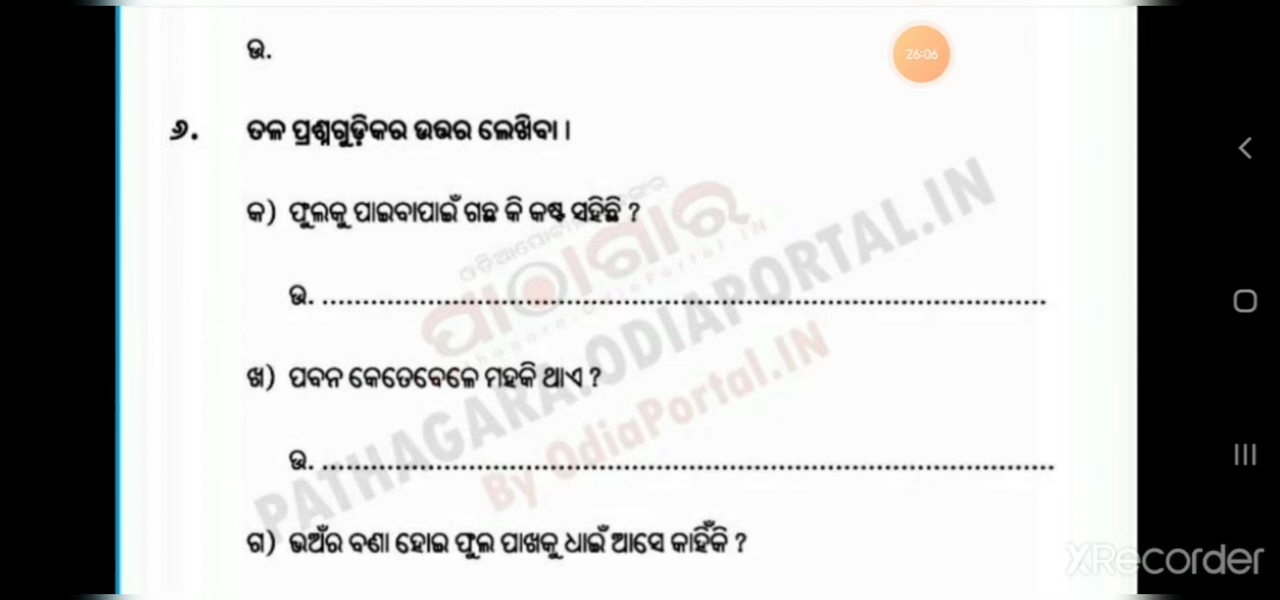 ଉ.
26:06
୬. ତଳ ପ୍ରଶ୍ନଗୁଡ଼ିକର ଉତ୍ତର ଲେଖିବା ।
କ) ଫୁଲକୁ ପାଇବାପାଇଁ ଗଛ କି କଷ୍ଟ ସହିଛି ?
ପାଠାଗାର
ଉ. ..........................................................................................
ଖ) ପବନ କେତେବେଳେ ମହକି ଥାଏ ?
PATHAGARA.ODIAPORTAL.IN
By OdiaPortal.IN
ଉ. ...........................................................................................
ଗ) ଭଅଁର ବଣା ହୋଇ ଫୁଲ ପାଖକୁ ଧାଇଁ ଆସେ କାହିଁକି ?
XRecorder